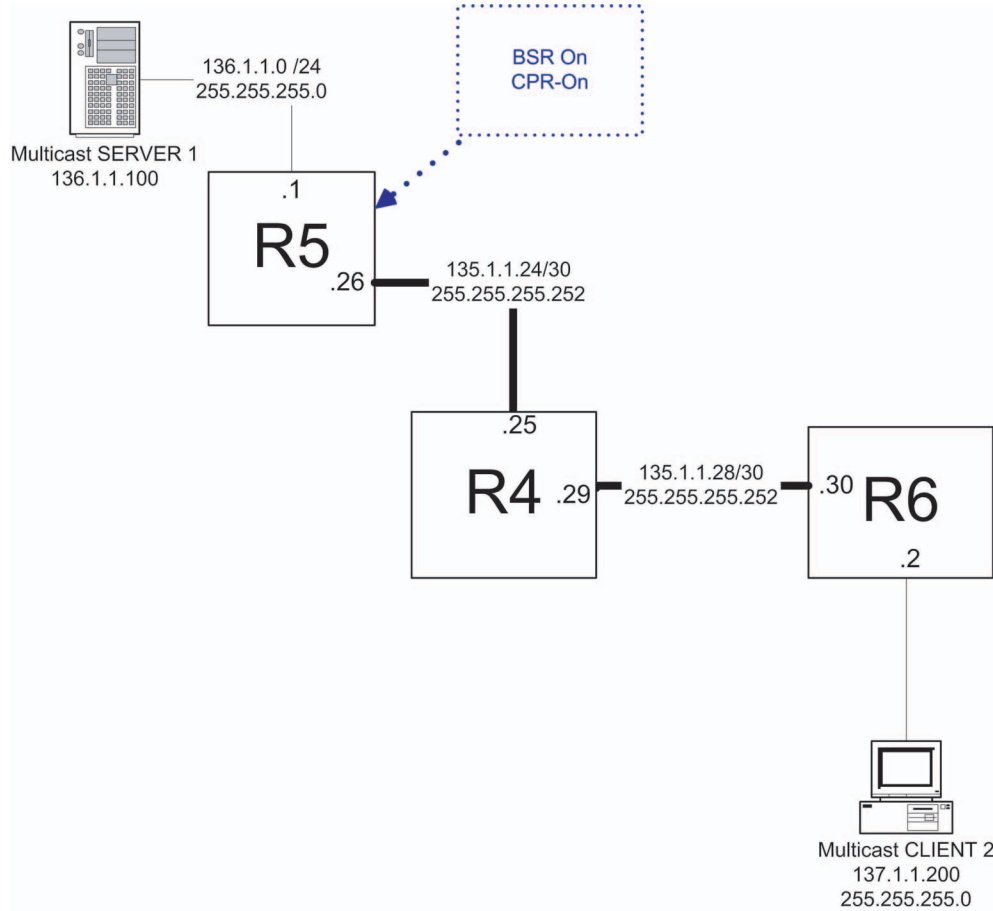 136.1.1.0 /24
255.255.255.0
BSR On
CPR-On
Multicast SERVER 1
136.1.1.100
.1
R5
.26
135.1.1.24/30
255.255.255.252
.25
R4
.29
135.1.1.28/30
255.255.255.252
.30
R6
.2
Multicast CLIENT 2
137.1.1.200
255.255.255.0